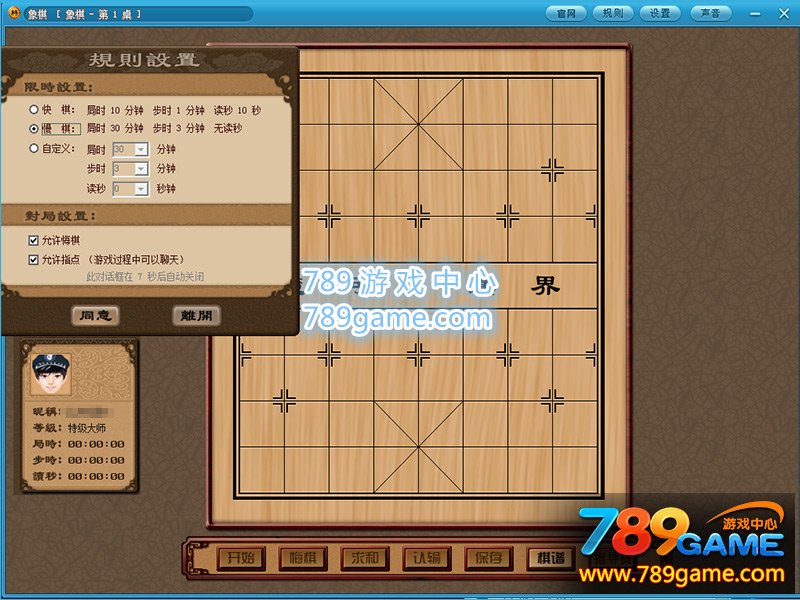 象棋 [ 象棋 - 第 1 桌 ]
官网 规则 设置 声音
規則設置
限時設置:
快 棋: 局时 10 分钟 步时 1 分钟 读秒 10 秒
慢 棋: 局时 30 分钟 步时 3 分钟 无读秒
自定义: 局时 30 分钟
步时 3 分钟
读秒 0 秒钟
對局設置:
允许悔棋
允许指点 (游戏过程中可以聊天)
此对话框在 7 秒后自动关闭
同意 離開
界
789游戏中心
789game.com
昵稱:
等級: 特级大师
局時: 00:00:00
步時: 00:00:00
讀秒: 00:00:00
开始 悔棋 求和 认输 保存 棋谱
789GAME 游戏中心
www.789game.com